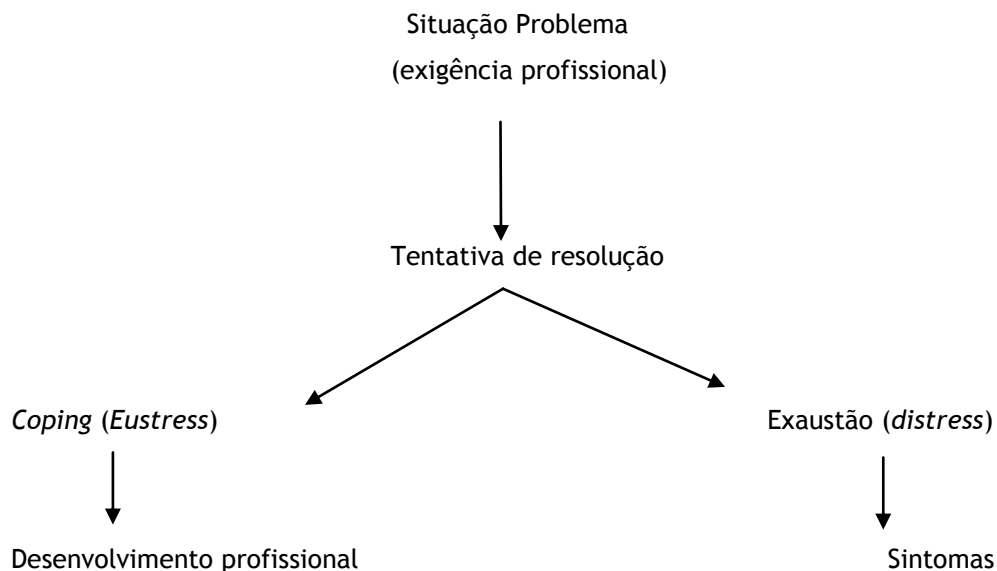 Situação Problema
(exigência profissional)
Tentativa de resolução
Coping (Eustress)
Exaustão (distress)
Desenvolvimento profissional
Sintomas